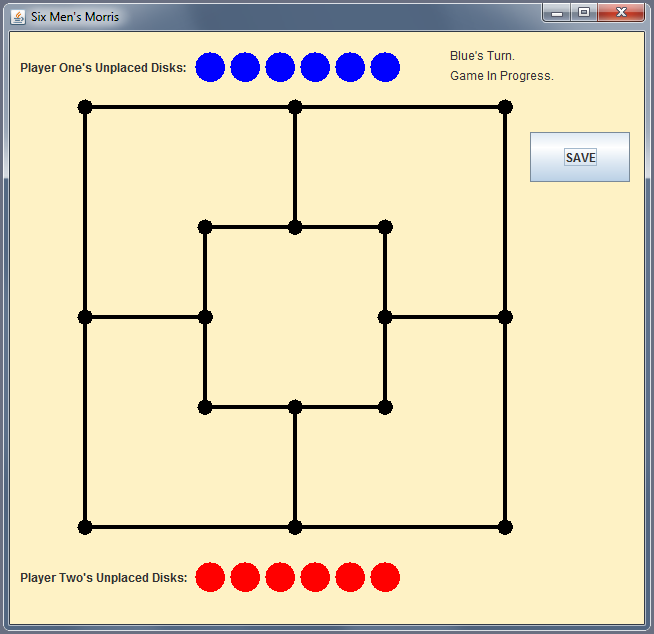 Six Men's Morris
Player One's Unplaced Disks:
Blue's Turn.
Game In Progress.
SAVE
Player Two's Unplaced Disks: